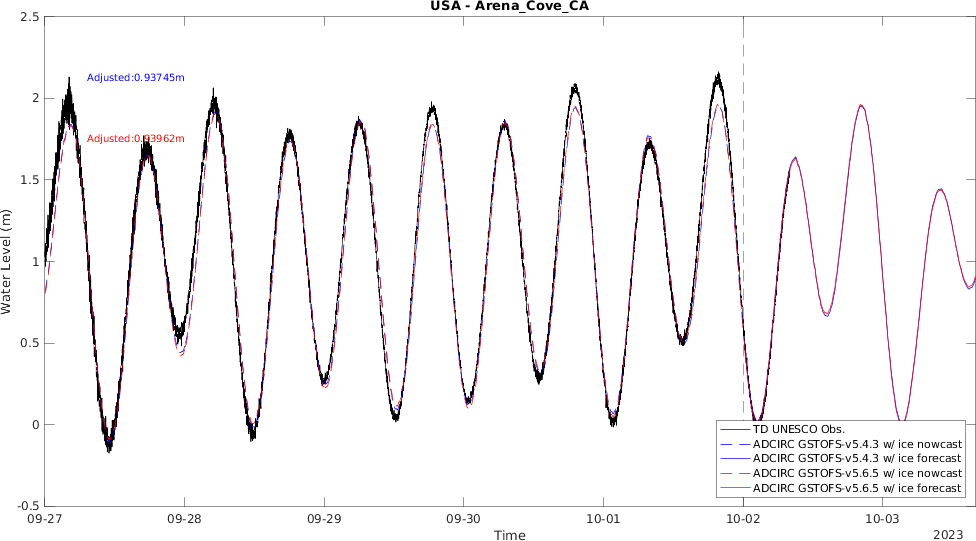 USA - Arena_Cove_CA
2.5
2
1.5
1
0.5
0
-0.5
Water Level (m)
Adjusted:0.93745m
Adjusted:0.93962m
TD UNESCO Obs.
ADCIRC GSTOFS-v5.4.3 w/ ice nowcast
ADCIRC GSTOFS-v5.4.3 w/ ice forecast
ADCIRC GSTOFS-v5.6.5 w/ ice nowcast
ADCIRC GSTOFS-v5.6.5 w/ ice forecast
09-27 09-28 09-29 09-30 10-01 10-02 10-03
Time
2023